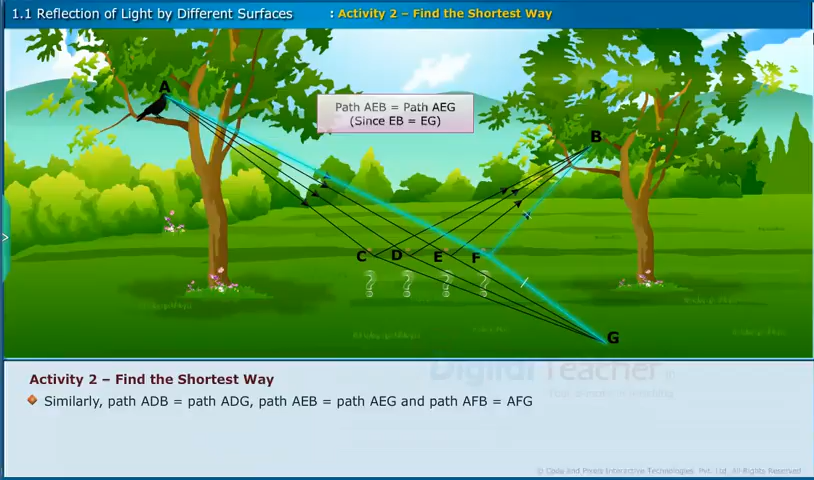 1.1 Reflection of Light by Different Surfaces : Activity 2 – Find the Shortest Way
A
Path AEB = Path AEG
(Since EB = EG)
B
C D E F
? ? ? ?
G
Digital Teacher
Activity 2 – Find the Shortest Way
Similarly, path ADB = path ADG, path AEB = path AEG and path AFB = AFG
© Code And Pixels Interactive Technologies Pvt. Ltd. All Rights Reserved